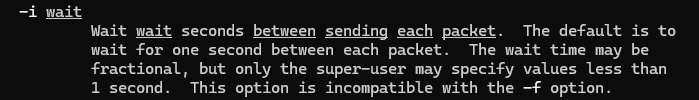 -i wait
Wait wait seconds between sending each packet.  The default is to
wait for one second between each packet.  The wait time may be
fractional, but only the super-user may specify values less than
1 second.  This option is incompatible with the -f option.